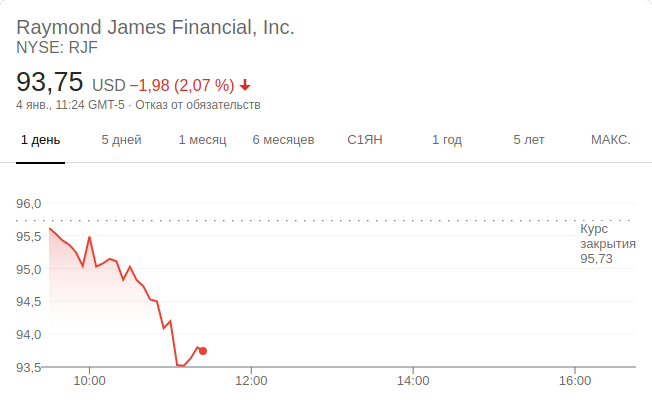 Raymond James Financial, Inc.
NYSE: RJF
93,75 USD −1,98 (2,07 %)
4 янв., 11:24 GMT-5 · Отказ от обязательств
1 день 5 дней 1 месяц 6 месяцев С1ЯН 1 год 5 лет МАКС.
96,0
Курс
95,5
закрытия
95,73
95,0
94,5
94,0
93,5
10:00 12:00 14:00 16:00